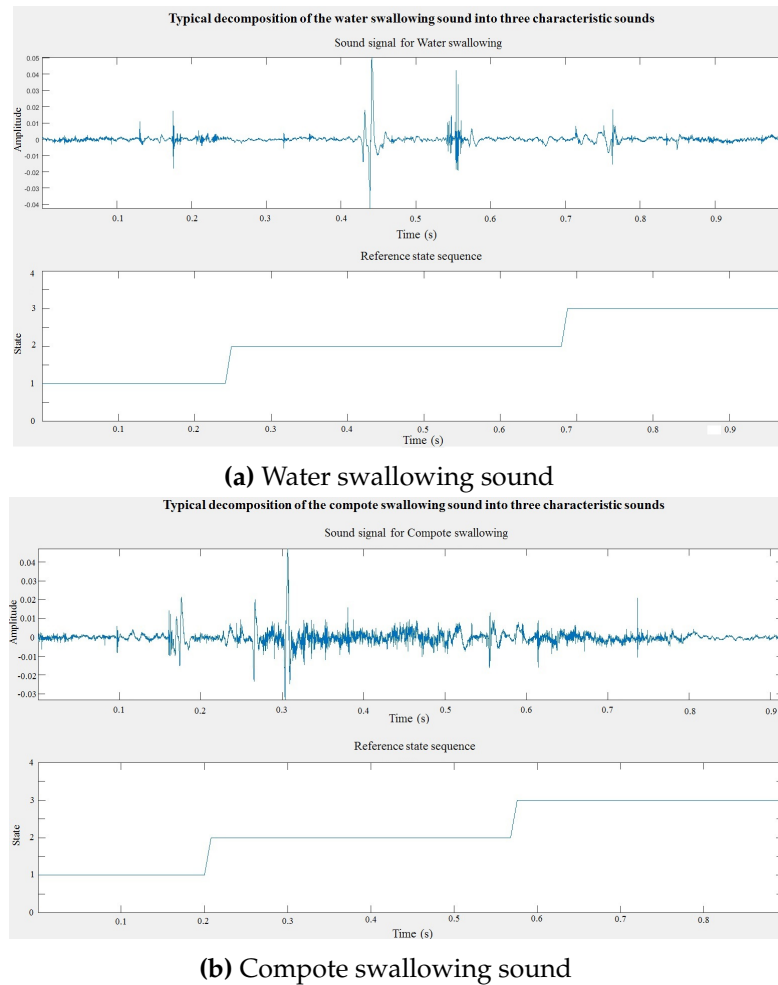 Typical decomposition of the water swallowing sound into three characteristic sounds
Sound signal for Water swallowing
0.05
0.04
0.03
0.02
0.01
0
-0.01
-0.02
-0.03
-0.04
Amplitude
0.1 0.2 0.3 0.4 0.5 0.6 0.7 0.8 0.9
Time (s)
Reference state sequence
4
3
2
1
0
State
0.1 0.2 0.3 0.4 0.5 0.6 0.7 0.8 0.9
Time (s)
(a) Water swallowing sound
Typical decomposition of the compote swallowing sound into three characteristic sounds
Sound signal for Compote swallowing
0.04
0.03
0.02
0.01
0
-0.01
-0.02
-0.03
Amplitude
0.1 0.2 0.3 0.4 0.5 0.6 0.7 0.8 0.9
Time (s)
Reference state sequence
4
3
2
1
0
State
0.1 0.2 0.3 0.4 0.5 0.6 0.7 0.8
Time (s)
(b) Compote swallowing sound